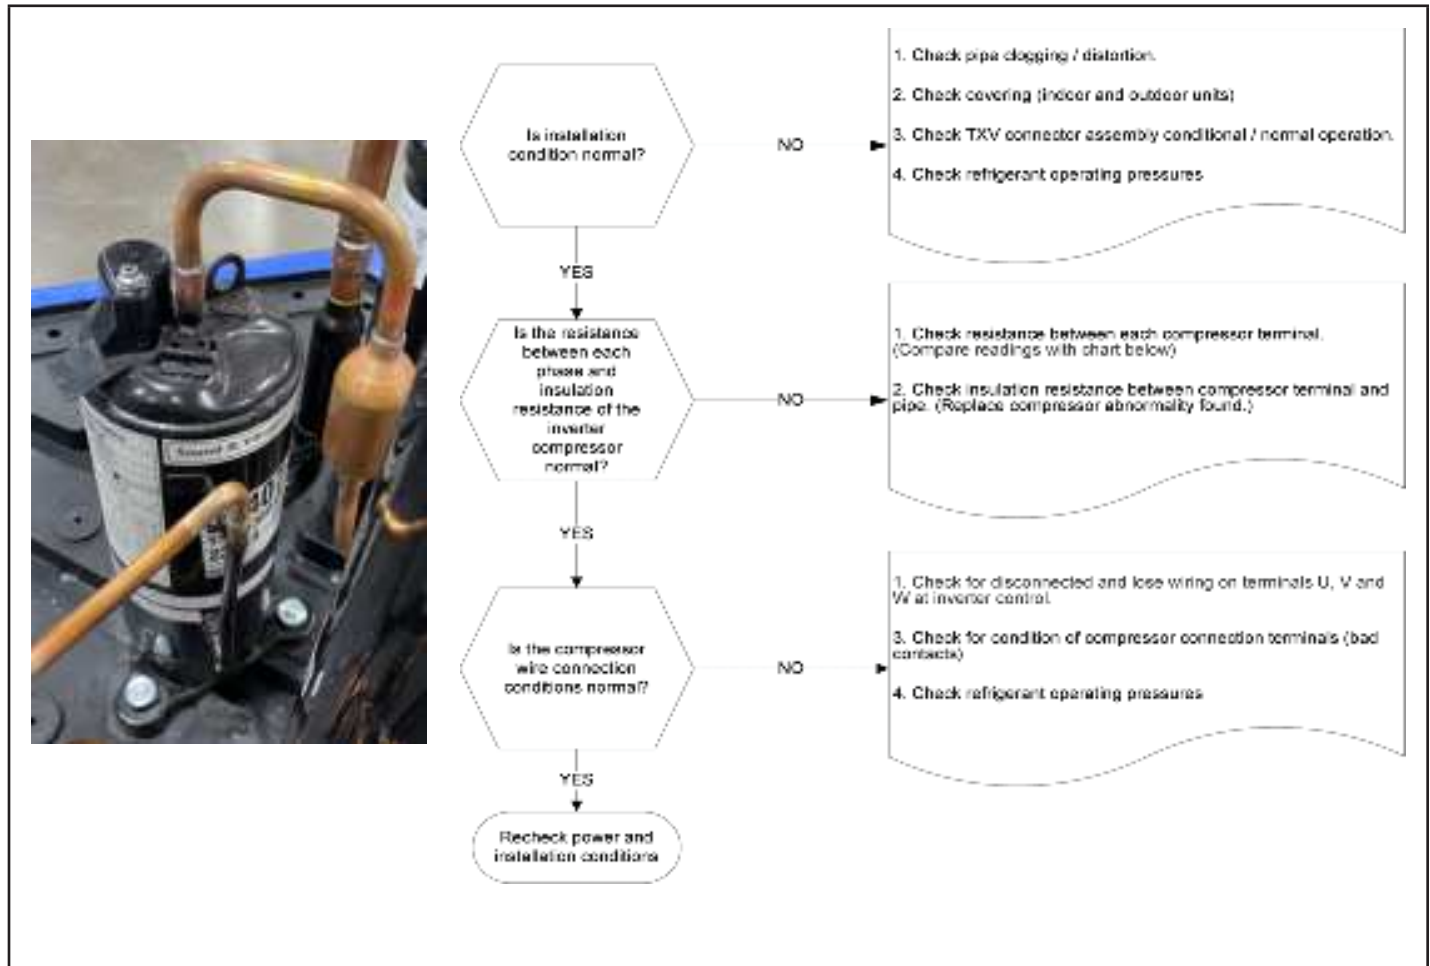 Is installation
condition normal?
NO
1. Check pipe clogging / distortion.
2. Check covering (indoor and outdoor units)
3. Check TXV connector assembly conditional / normal operation.
4. Check refrigerant operating pressures
YES
Is the resistance
between each
phase and
insulation
resistance of the
inverter
compressor
normal?
NO
1. Check resistance between each compressor terminal.
(Compare readings with chart below)
2. Check insulation resistance between compressor terminal and
pipe. (Replace compressor abnormality found.)
YES
Is the compressor
wire connection
conditions normal?
NO
1. Check for disconnected and lose wiring on terminals U, V and
W at inverter control.
3. Check for condition of compressor connection terminals (bad
contacts)
4. Check refrigerant operating pressures
YES
Recheck power and
installation conditions